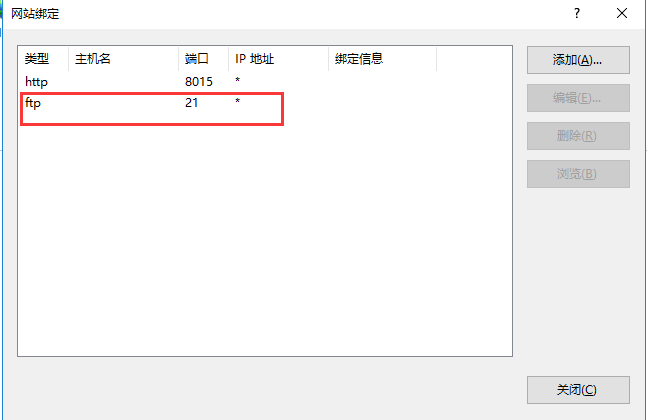 网站绑定
类型 主机名 端口 IP 地址 绑定信息
http 8015 *
ftp 21 *
添加(A)...
编辑(E)...
删除(R)
浏览(B)
关闭(C)